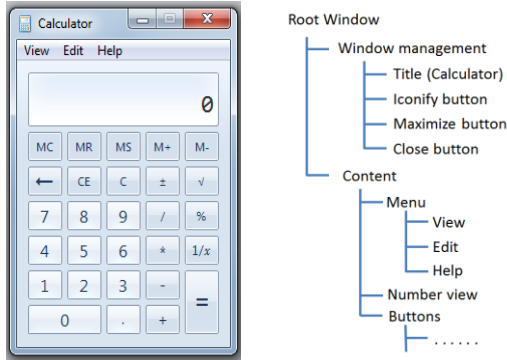 Calculator
View Edit Help
0
MC MR MS M+ M-
← CE C ± √
7 8 9 / %
4 5 6 * 1/x
1 2 3 - =
0 . +
Root Window
Window management
Title (Calculator)
Iconify button
Maximize button
Close button
Content
Menu
View
Edit
Help
Number view
Buttons
. . . . . .